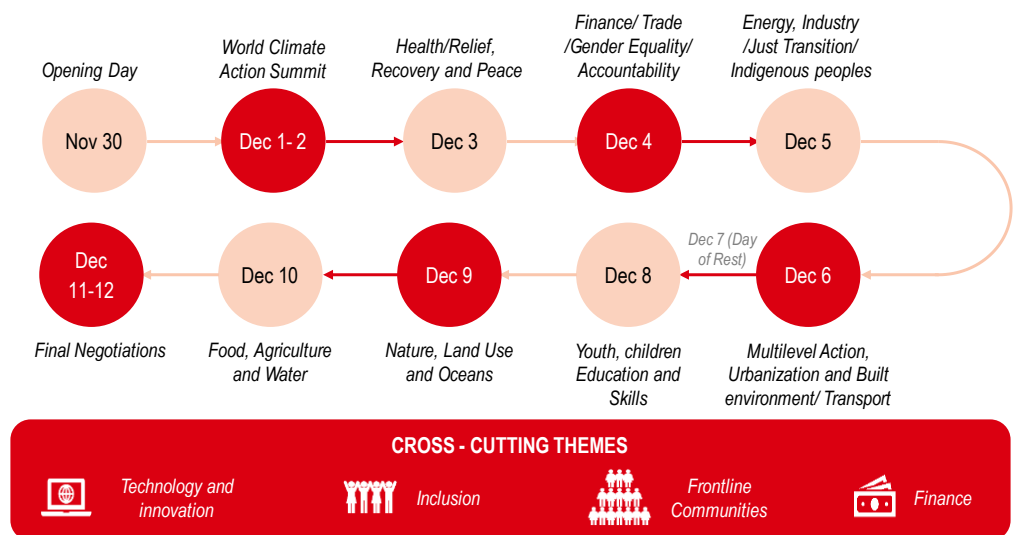 Opening Day
World Climate
Action Summit
Health/Relief,
Recovery and Peace
Finance/ Trade
/Gender Equality/
Accountability
Energy, Industry
/Just Transition/
Indigenous peoples
Nov 30
Dec 1- 2
Dec 3
Dec 4
Dec 5
Dec 6
Dec 7 (Day
of Rest)
Dec 8
Dec 9
Dec 10
Dec
11-12
Multilevel Action,
Urbanization and Built
environment/ Transport
Youth, children
Education and
Skills
Nature, Land Use
and Oceans
Food, Agriculture
and Water
Final Negotiations
CROSS - CUTTING THEMES
Technology and
innovation
Inclusion
Frontline
Communities
Finance